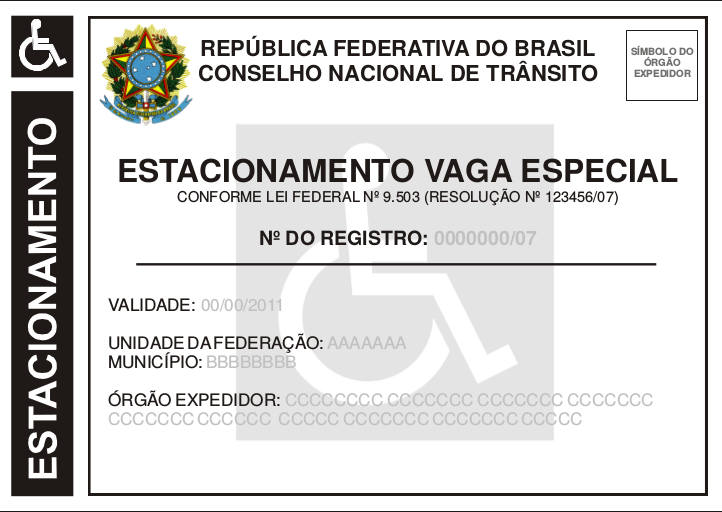 ESTACIONAMENTO
REPÚBLICA FEDERATIVA DO BRASIL
CONSELHO NACIONAL DE TRÂNSITO
SÍMBOLO DO
ÓRGÃO
EXPEDIDOR
ESTACIONAMENTO VAGA ESPECIAL
CONFORME LEI FEDERAL Nº 9.503 (RESOLUÇÃO Nº 123456/07)
Nº DO REGISTRO: 0000000/07
VALIDADE: 00/00/2011
UNIDADE DA FEDERAÇÃO: AAAAAAA
MUNICÍPIO: BBBBBBBB
ÓRGÃO EXPEDIDOR: CCCCCCCC CCCCCCC CCCCCCC CCCCCCC
CCCCCCC CCCCCC CCCCC CCCCCCC CCCCCCC CCCCC